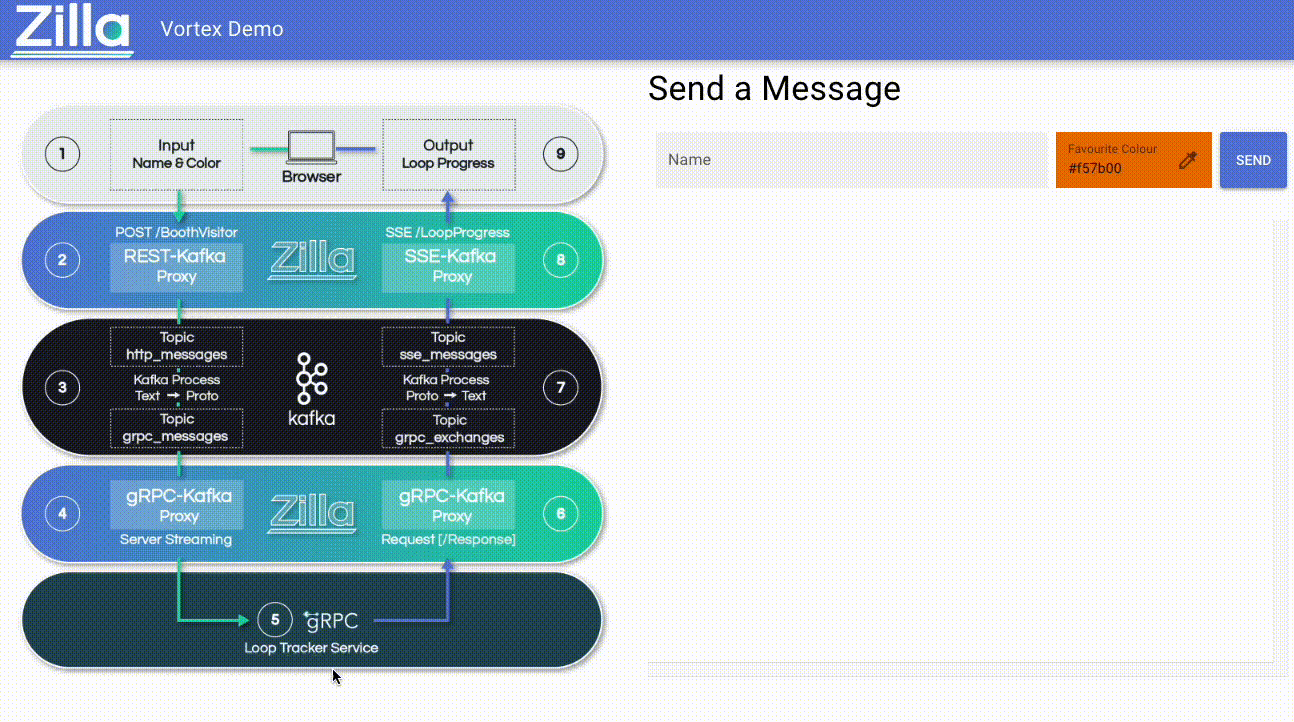 Zilla
Vortex Demo
Send a Message
Name
Favourite Colour
#f57b00
SEND
1
Input
Name & Color
Browser
Output
Loop Progress
9
2
POST /BoothVisitor
REST-Kafka
Proxy
Zilla
SSE /LoopProgress
SSE-Kafka
Proxy
8
3
Topic
http_messages
Kafka Process
Text → Proto
Topic
grpc_messages
kafka
Topic
sse_messages
Kafka Process
Proto → Text
Topic
grpc_exchanges
7
4
gRPC-Kafka
Proxy
Server Streaming
Zilla
gRPC-Kafka
Proxy
Request [/Response]
6
5
gRPC
Loop Tracker Service